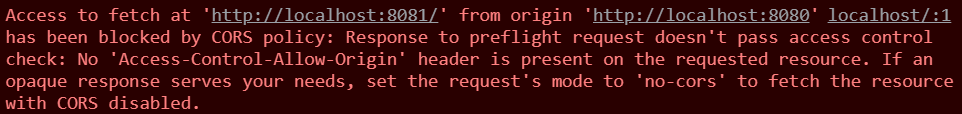 Access to fetch at 'http://localhost:8081/' from origin 'http://localhost:8080' localhost/:1
has been blocked by CORS policy: Response to preflight request doesn't pass access control
check: No 'Access-Control-Allow-Origin' header is present on the requested resource. If an
opaque response serves your needs, set the request's mode to 'no-cors' to fetch the resource
with CORS disabled.